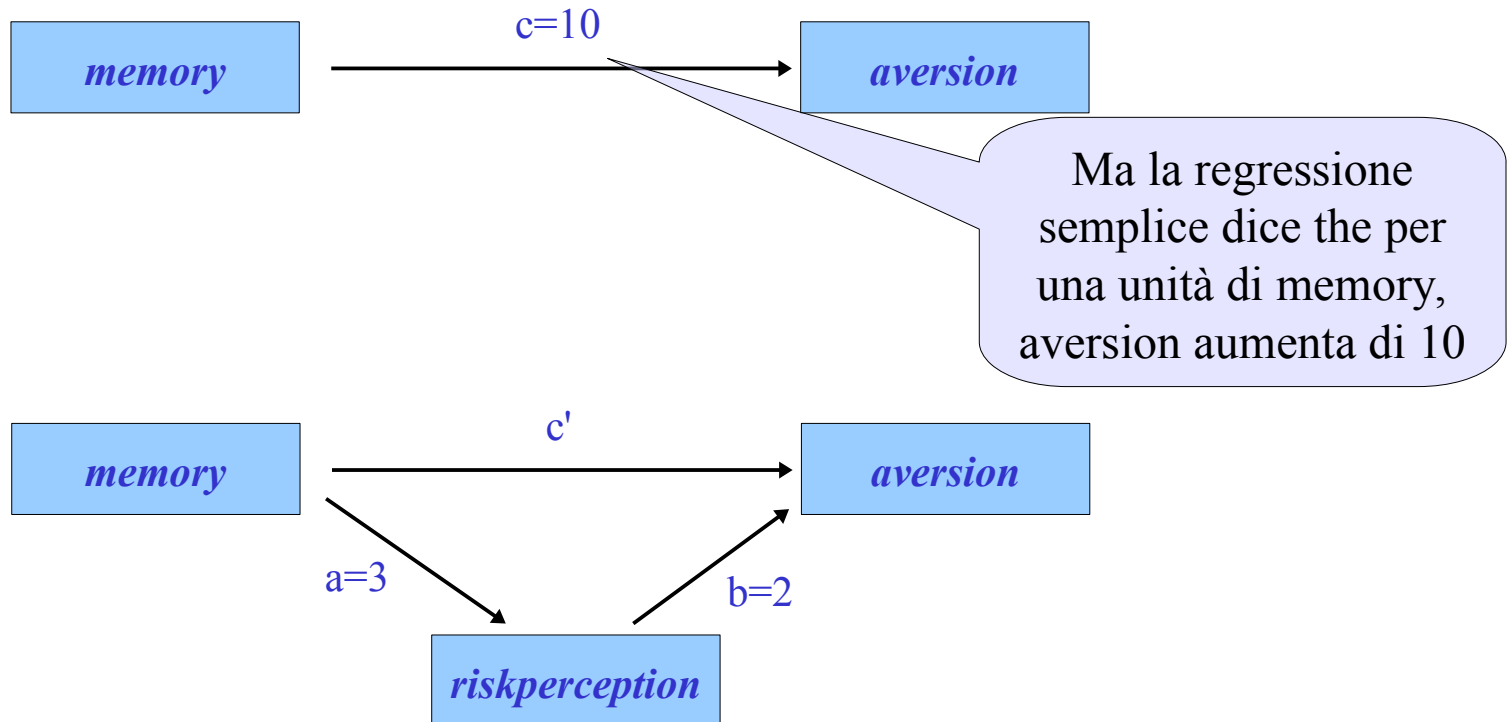 c=10
memory
aversion
Ma la regressione
semplice dice the per
una unità di memory,
aversion aumenta di 10
c'
memory
aversion
a=3
b=2
riskperception